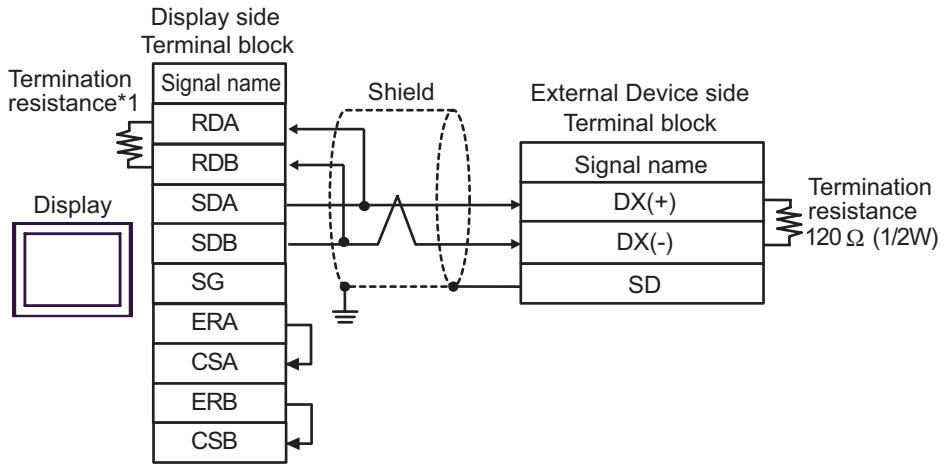 Display side
Terminal block
Termination
resistance*1
Signal name
RDA
RDB
SDA
SDB
SG
ERA
CSA
ERB
CSB
Display
Shield
External Device side
Terminal block
Signal name
DX(+)
DX(-)
SD
Termination
resistance
120 Ω (1/2W)